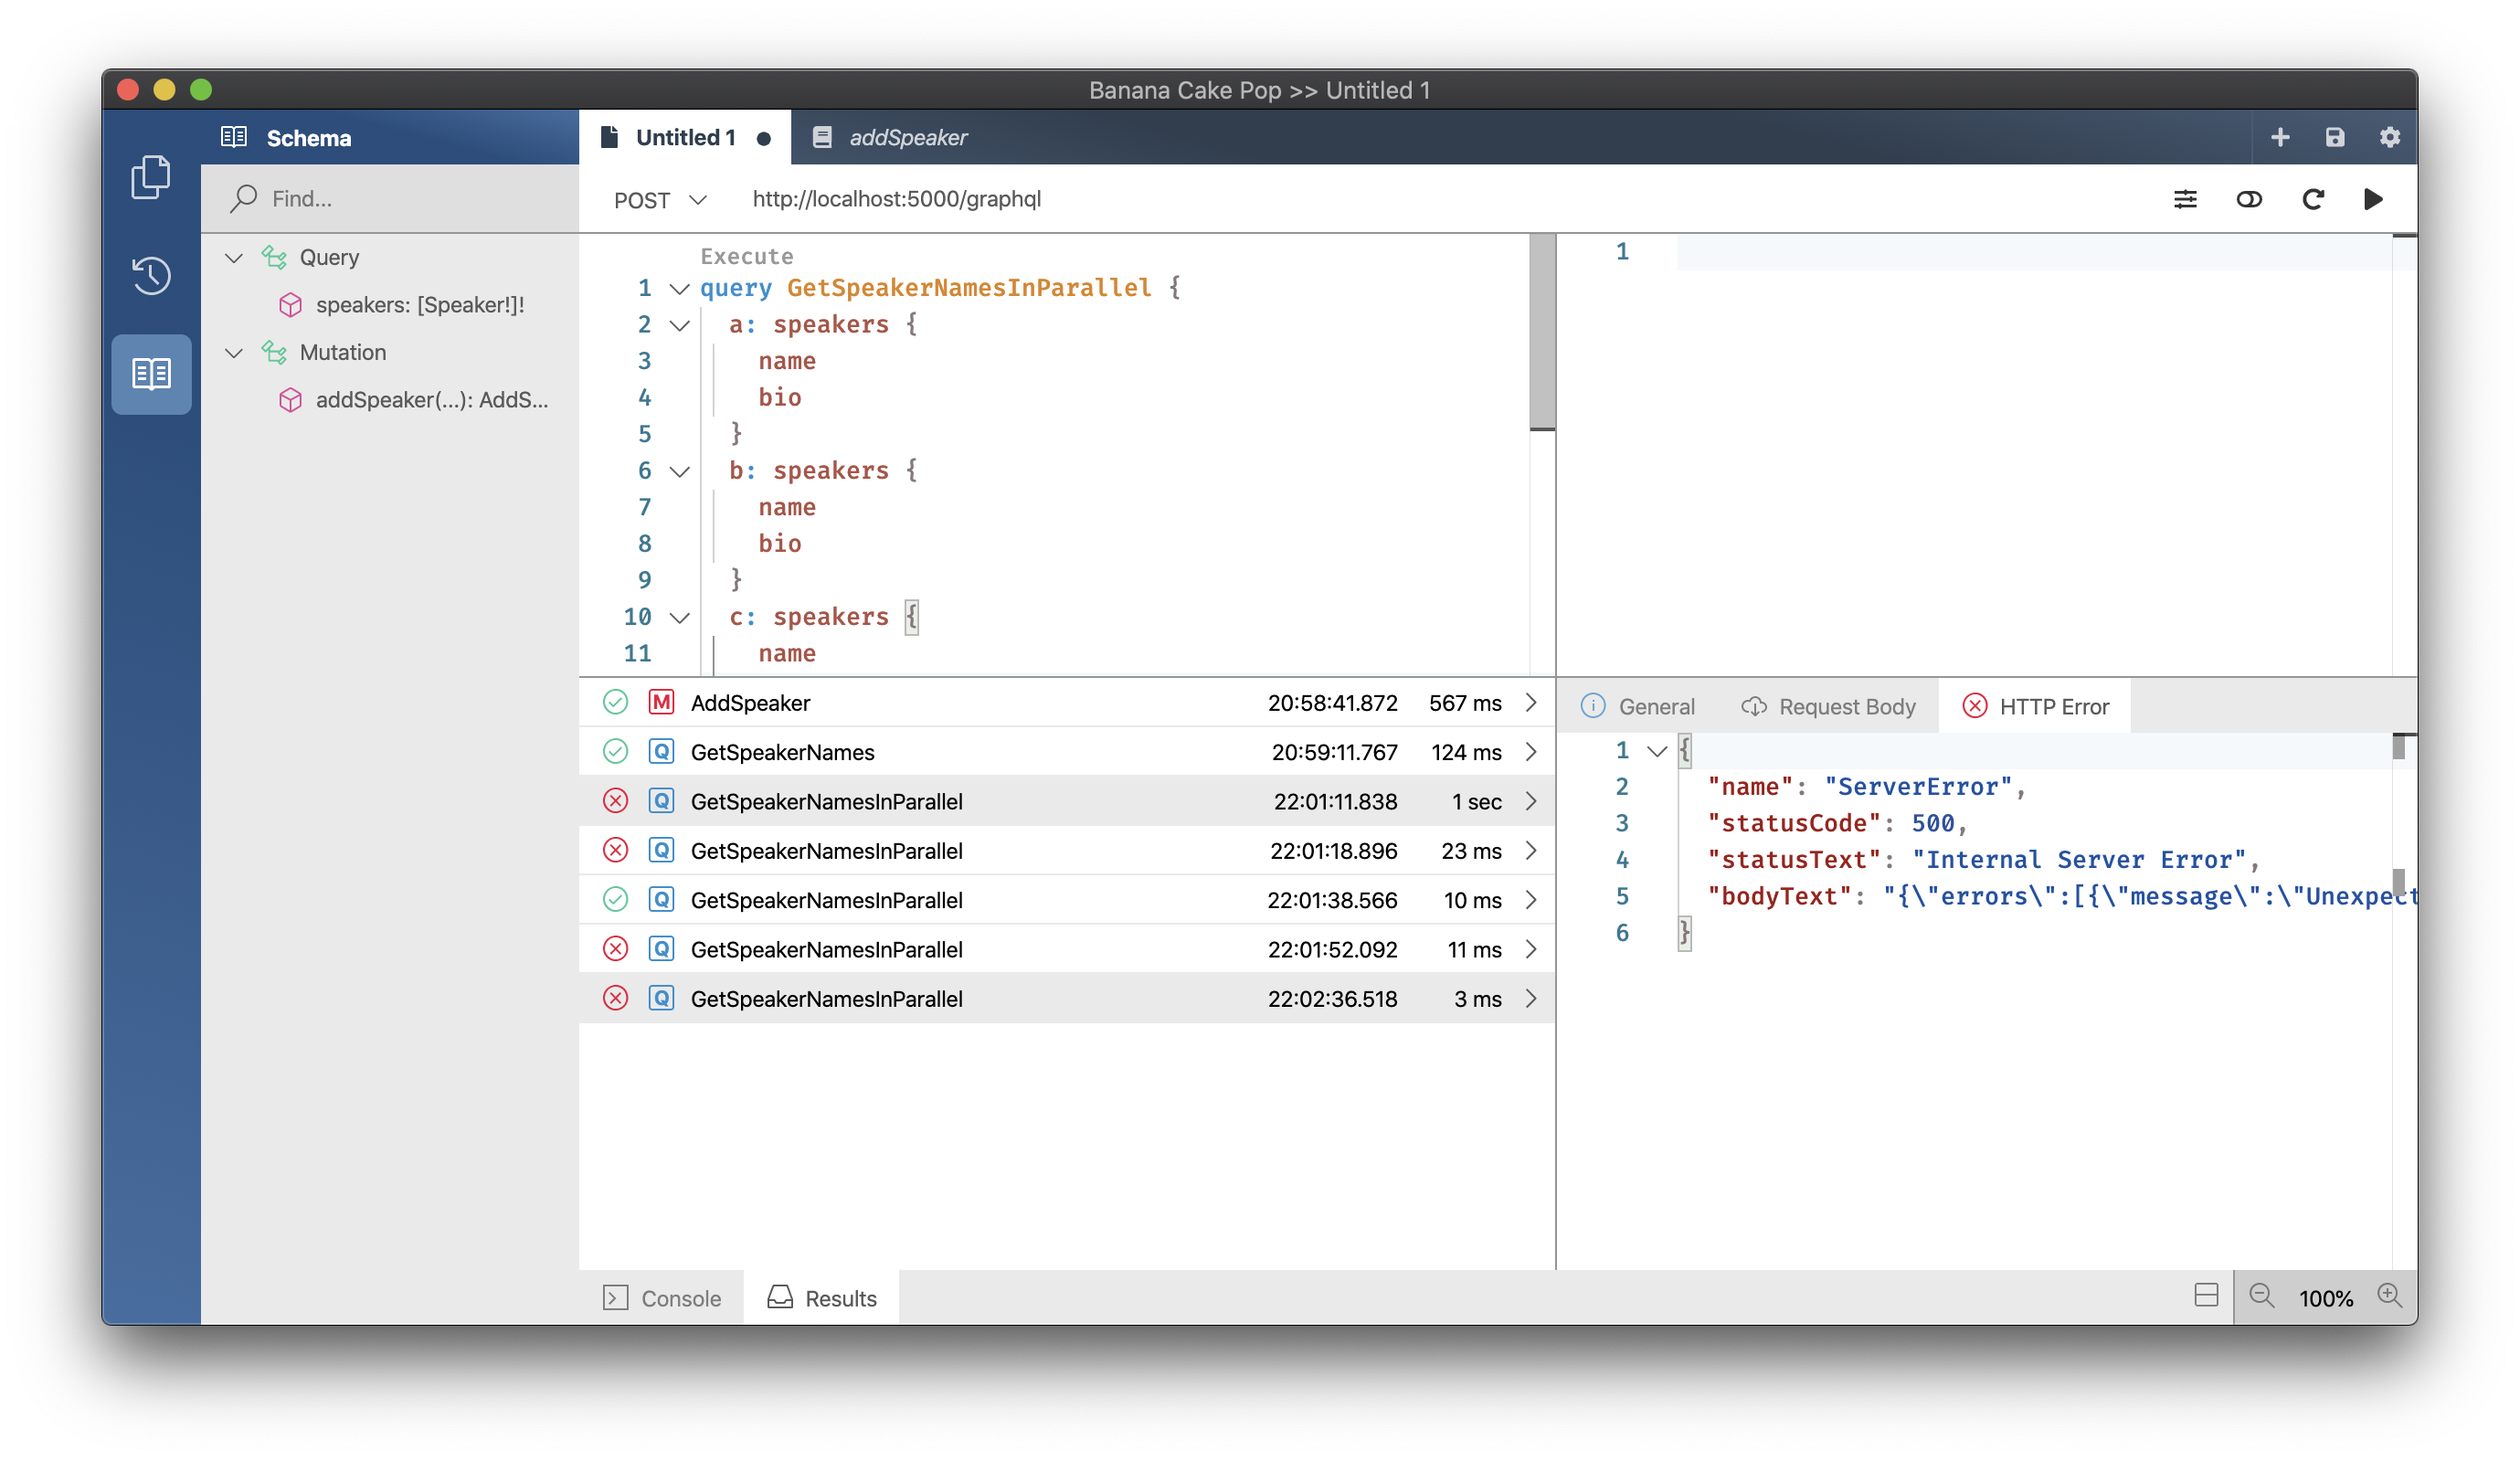 Banana Cake Pop >> Untitled 1
Schema
Untitled 1
addSpeaker
Find...
POST
http://localhost:5000/graphql
Query
speakers: [Speaker!]!
Mutation
addSpeaker(...): AddS...
Execute
1 query GetSpeakerNamesInParallel {
2 a: speakers {
3 name
4 bio
5 }
6 b: speakers {
7 name
8 bio
9 }
10 c: speakers {
11 name
1
M AddSpeaker 20:58:41.872 567 ms
Q GetSpeakerNames 20:59:11.767 124 ms
Q GetSpeakerNamesInParallel 22:01:11.838 1 sec
Q GetSpeakerNamesInParallel 22:01:18.896 23 ms
Q GetSpeakerNamesInParallel 22:01:38.566 10 ms
Q GetSpeakerNamesInParallel 22:01:52.092 11 ms
Q GetSpeakerNamesInParallel 22:02:36.518 3 ms
General
Request Body
HTTP Error
1 {
2 "name": "ServerError",
3 "statusCode": 500,
4 "statusText": "Internal Server Error",
5 "bodyText": "{\"errors\":[{\"message\":\"Unexpect
6 }
Console
Results
100%